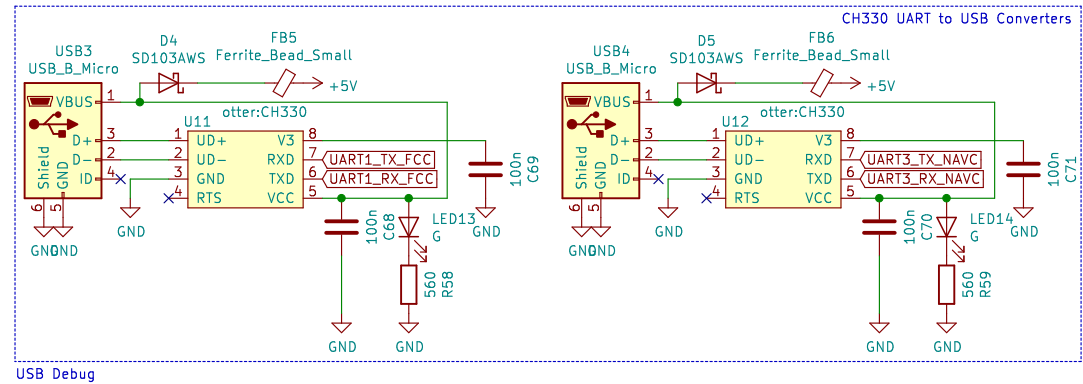 CH330 UART to USB Converters
USB3
USB_B_Micro
D4
SD103AWS
FB5
Ferrite_Bead_Small
+5V
VBUS 1
D+ 3
D- 2
ID 4
Shield
GND
6
5
GND
GND
otter:CH330
U11
1 UD+
2 UD-
3 GND
4 RTS
V3 8
RXD 7
TXD 6
VCC 5
GND
UART1_TX_FCC
UART1_RX_FCC
100n
C69
GND
100n
C68
GND
LED13
G
560
R58
GND
USB4
USB_B_Micro
D5
SD103AWS
FB6
Ferrite_Bead_Small
+5V
VBUS 1
D+ 3
D- 2
ID 4
Shield
GND
6
5
GND
GND
otter:CH330
U12
1 UD+
2 UD-
3 GND
4 RTS
V3 8
RXD 7
TXD 6
VCC 5
GND
UART3_TX_NAVC
UART3_RX_NAVC
100n
C71
GND
100n
C70
GND
LED14
G
560
R59
GND
USB Debug